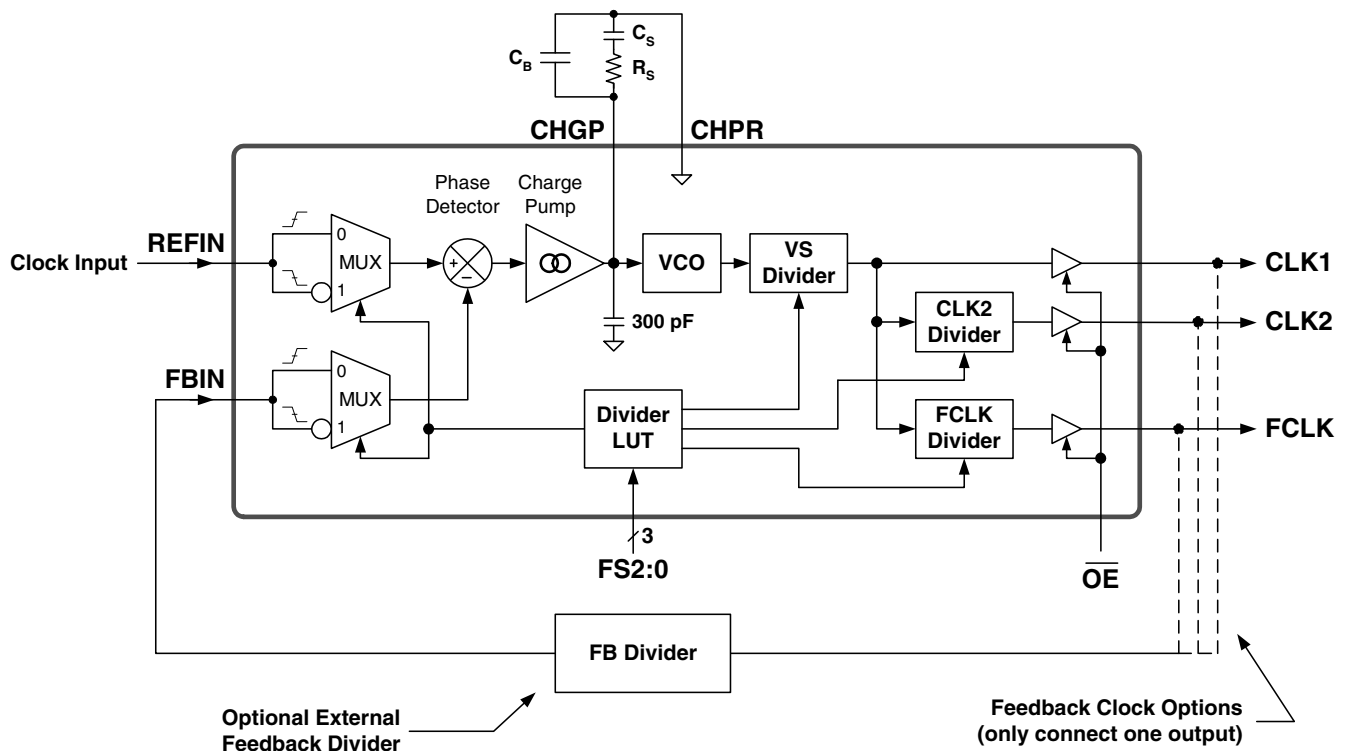 C_S
C_B
R_S
CHGP
CHPR
Phase
Detector
Charge
Pump
REFIN
Clock Input
0
MUX
1
VCO
VS
Divider
CLK1
300 pF
CLK2
Divider
CLK2
FBIN
0
MUX
1
Divider
LUT
FCLK
Divider
FCLK
3
FS2:0
OE
FB Divider
Optional External
Feedback Divider
Feedback Clock Options
(only connect one output)